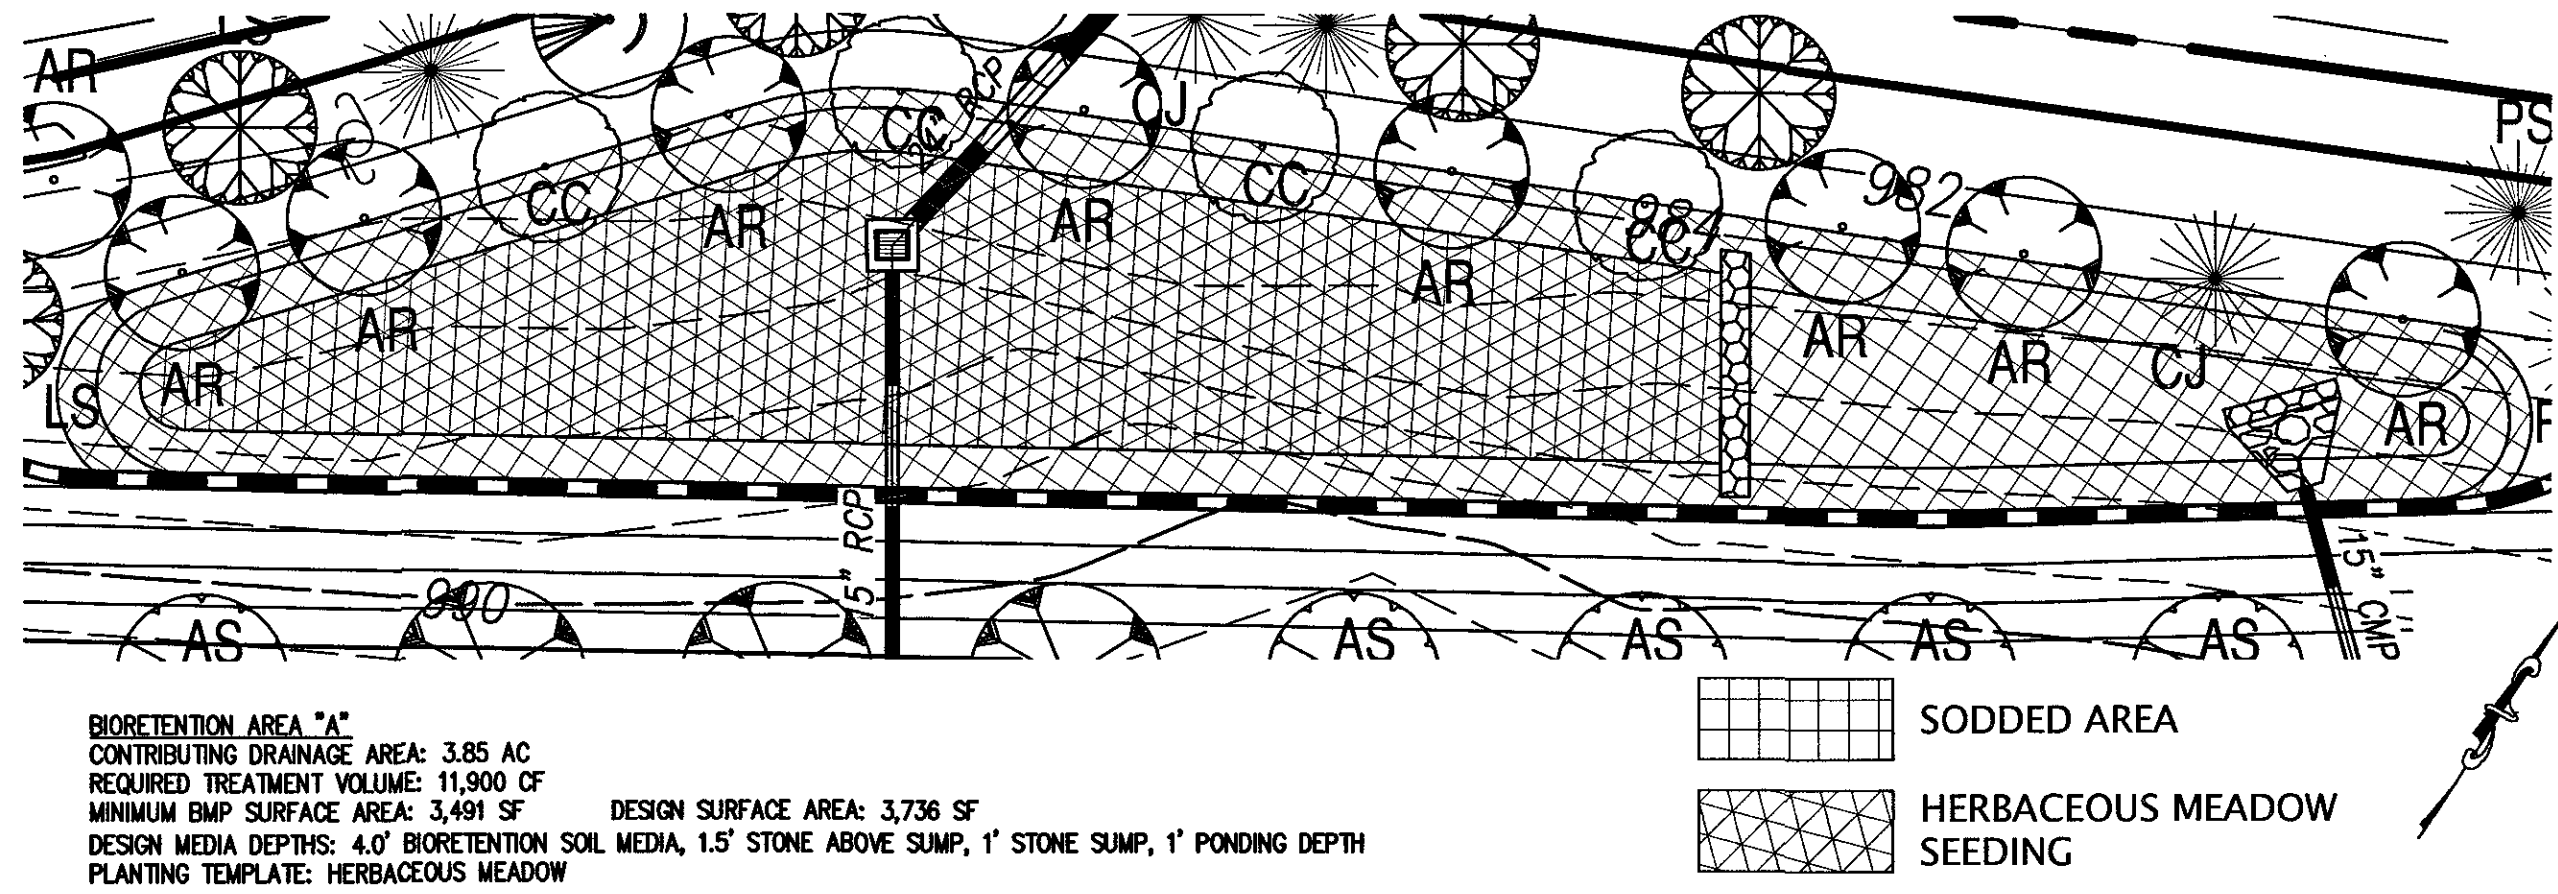 LS
AR
PS
CC
CC
RCP
CJ
CC
982
984
CC
AR
AR
AR
AR
AR
AR
AR
CJ
AR
LS
AR
15" RCP
15" CMP
990
AS
AS
AS
AS
AS
BIORETENTION AREA "A"
CONTRIBUTING DRAINAGE AREA: 3.85 AC
REQUIRED TREATMENT VOLUME: 11,900 CF
MINIMUM BMP SURFACE AREA: 3,491 SF DESIGN SURFACE AREA: 3,736 SF
DESIGN MEDIA DEPTHS: 4.0' BIORETENTION SOIL MEDIA, 1.5' STONE ABOVE SUMP, 1' STONE SUMP, 1' PONDING DEPTH
PLANTING TEMPLATE: HERBACEOUS MEADOW
SODDED AREA
HERBACEOUS MEADOW
SEEDING